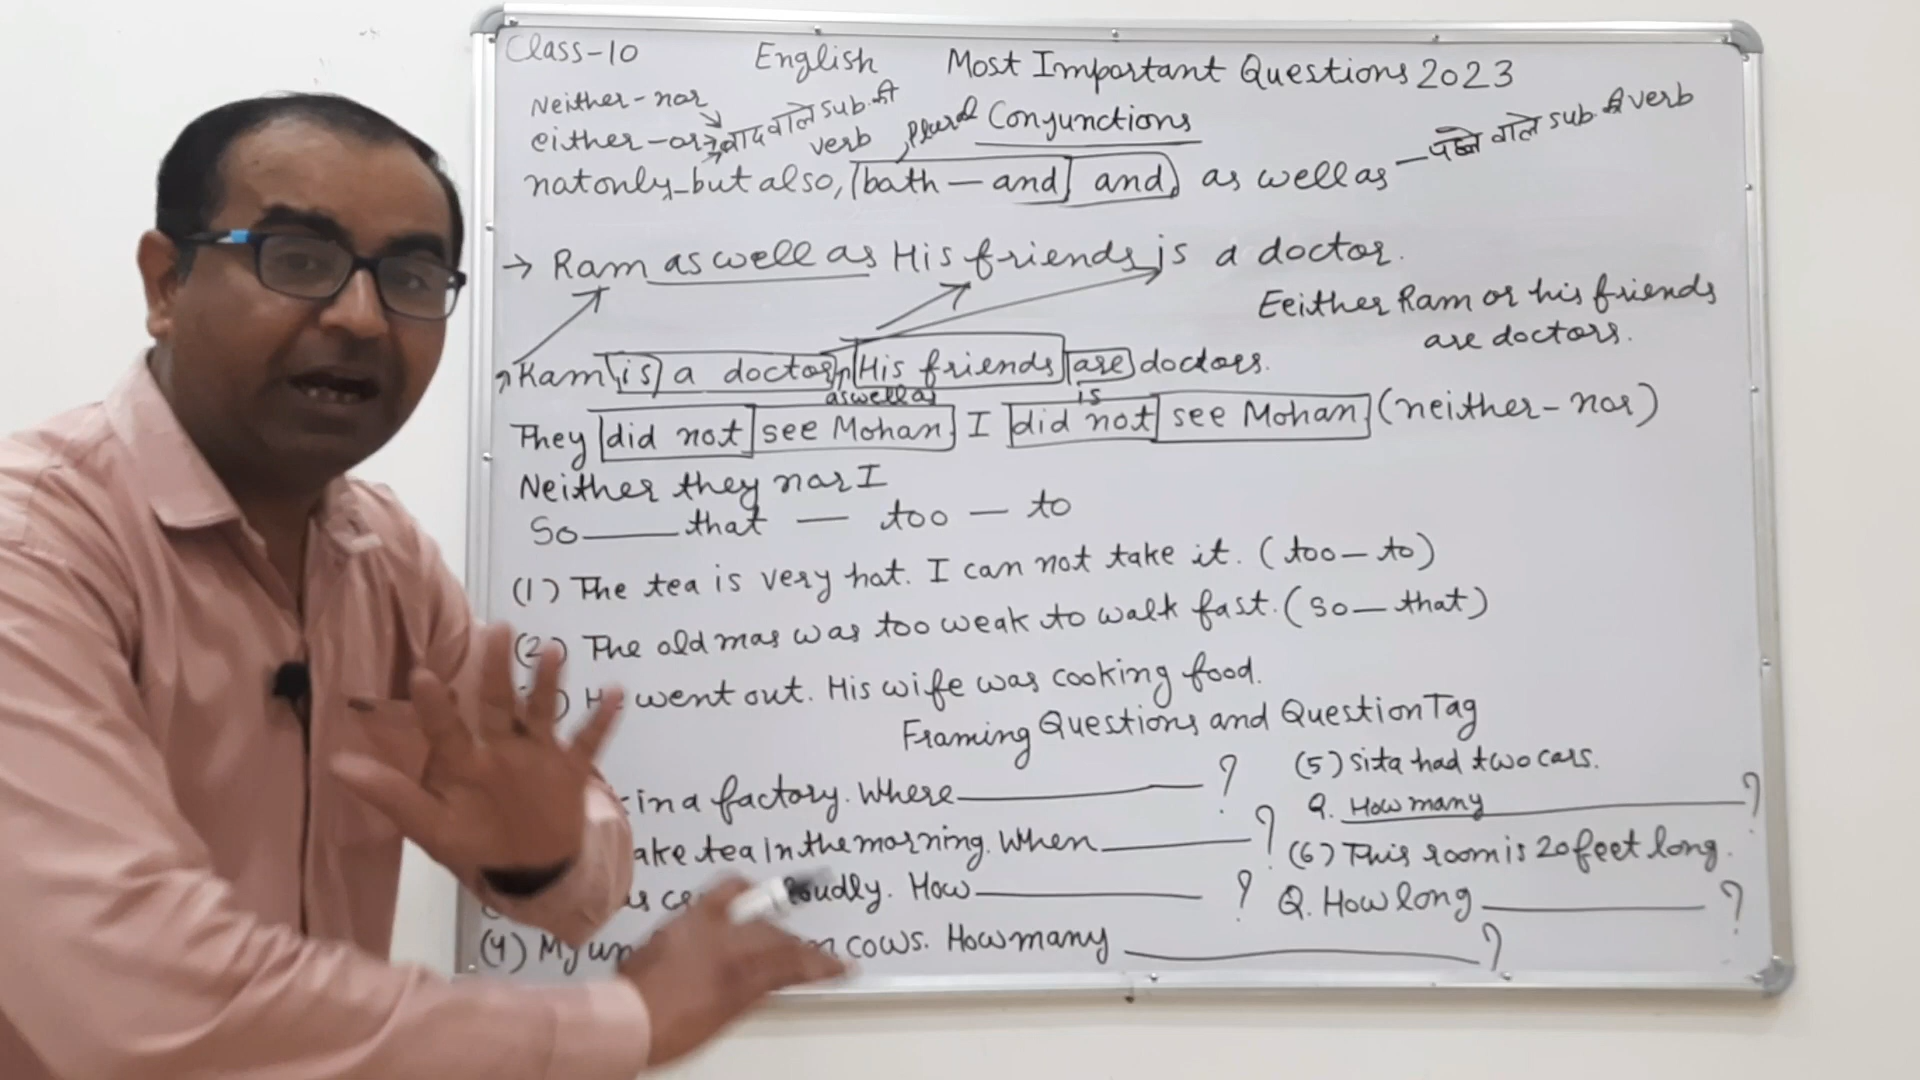 Class-10 English Most Important Questions 2023
Neither-nor
either-or→बाद वाले sub. की verb
, plural Conjunctions
not only-but also, both—and and, as well as —पहले वाले sub. की verb
→ Ram as well as His friends is a doctor.
Eeither Ram or his friends
are doctors.
Ram is a doctor, His friends are doctors.
as well as is
They did not see Mohan. I did not see Mohan. (neither-nor)
Neither they nor I
So——that — too — to
(1) The tea is very hot. I can not take it. (too—to)
(2) The old man was too weak to walk fast. (so—that)
He went out. His wife was cooking food.
Framing Questions and Question Tag
in a factory. Where————?
ake tea in the morning. When————?
loudly. How————?
(4) My un cows. How many————?
(5) Sita had two cars.
Q. How many————?
(6) This room is 20 feet long.
Q. How long————?